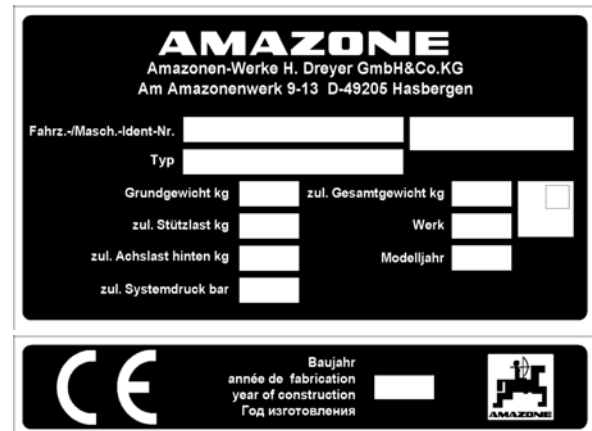 AMAZONE
Amazonen-Werke H. Dreyer GmbH&Co.KG
Am Amazonenwerk 9-13 D-49205 Hasbergen
Fahrz.-/Masch.-Ident-Nr.
Typ
Grundgewicht kg
zul. Gesamtgewicht kg
zul. Stützlast kg
Werk
zul. Achslast hinten kg
Modelljahr
zul. Systemdruck bar
CE
Baujahr
année de fabrication
year of construction
Год изготовления
AMAZONE